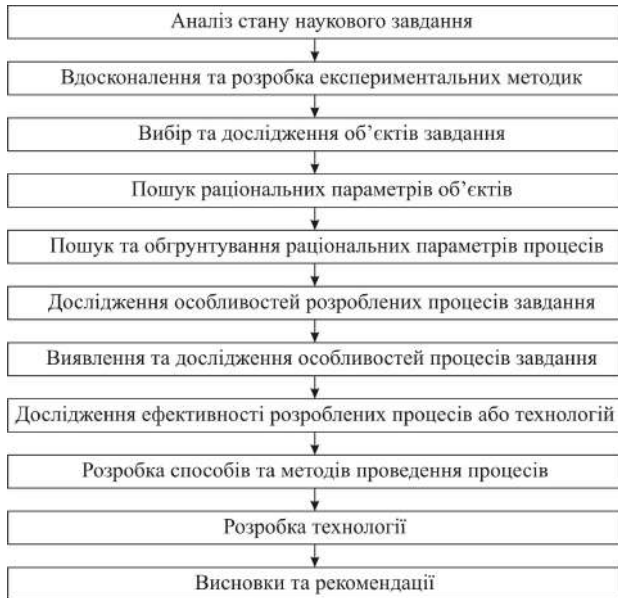 Аналіз стану наукового завдання
Вдосконалення та розробка експериментальних методик
Вибір та дослідження об’єктів завдання
Пошук раціональних параметрів об’єктів
Пошук та обгрунтування раціональних параметрів процесів
Дослідження особливостей розроблених процесів завдання
Виявлення та дослідження особливостей процесів завдання
Дослідження ефективності розроблених процесів або технологій
Розробка способів та методів проведення процесів
Розробка технології
Висновки та рекомендації